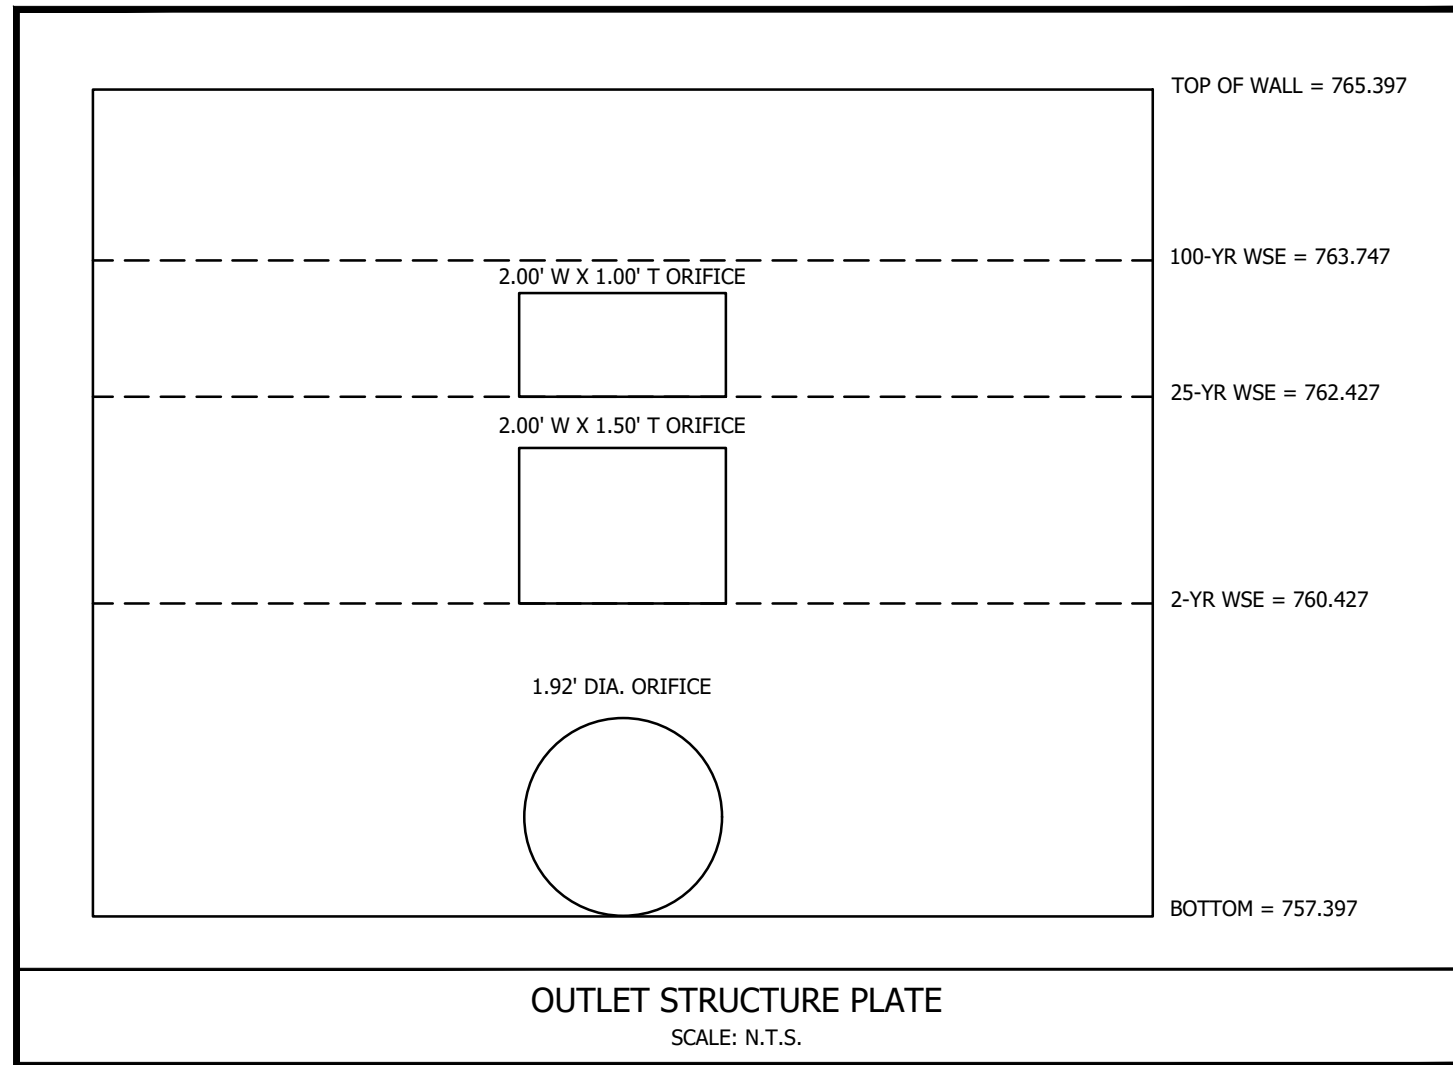 TOP OF WALL = 765.397
100-YR WSE = 763.747
2.00' W X 1.00' T ORIFICE
25-YR WSE = 762.427
2.00' W X 1.50' T ORIFICE
2-YR WSE = 760.427
1.92' DIA. ORIFICE
BOTTOM = 757.397
OUTLET STRUCTURE PLATE
SCALE: N.T.S.